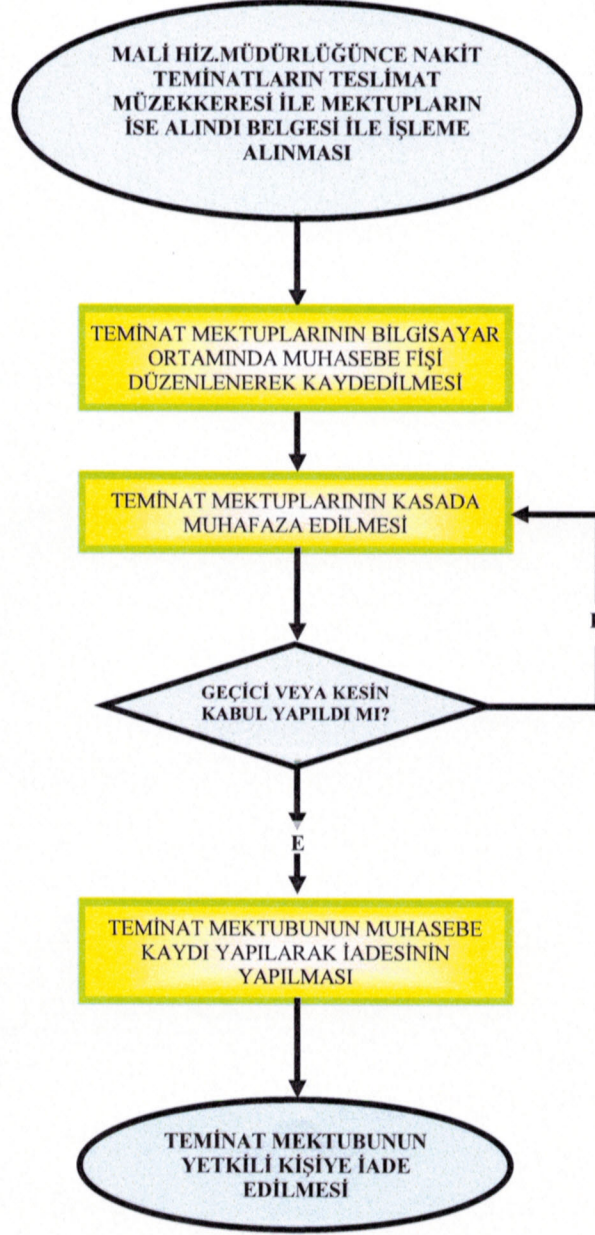 MALİ HİZ.MÜDÜRLÜĞÜNCE NAKİT
TEMİNATLARIN TESLİMAT
MÜZEKKERESİ İLE MEKTUPLARIN
İSE ALINDI BELGESİ İLE İŞLEME
ALINMASI
TEMİNAT MEKTUPLARININ BİLGİSAYAR
ORTAMINDA MUHASEBE FİŞİ
DÜZENLENEREK KAYDEDİLMESİ
TEMİNAT MEKTUPLARININ KASADA
MUHAFAZA EDİLMESİ
GEÇİCİ VEYA KESİN
KABUL YAPILDI MI?
E
TEMİNAT MEKTUBUNUN MUHASEBE
KAYDI YAPILARAK İADESİNİN
YAPILMASI
TEMİNAT MEKTUBUNUN
YETKİLİ KİŞİYE İADE
EDİLMESİ